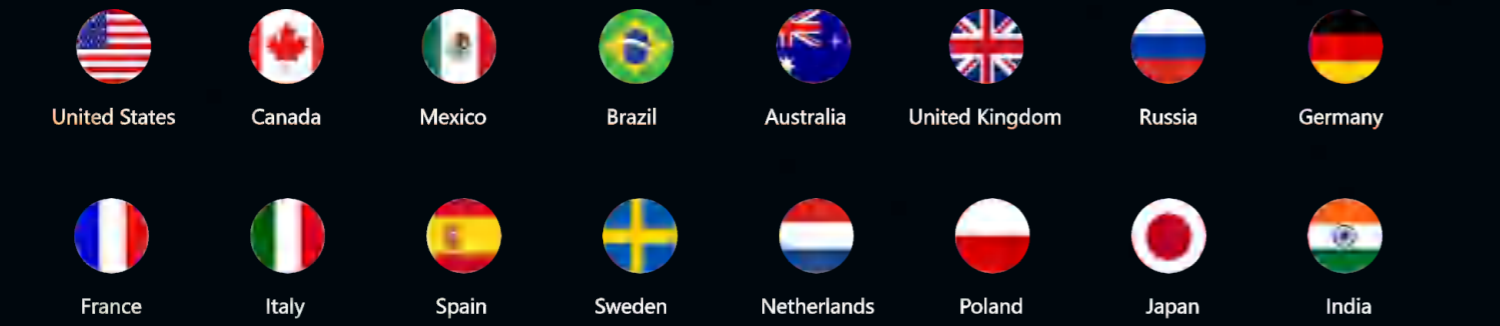 United States Canada Mexico Brazil Australia United Kingdom Russia Germany
France Italy Spain Sweden Netherlands Poland Japan India